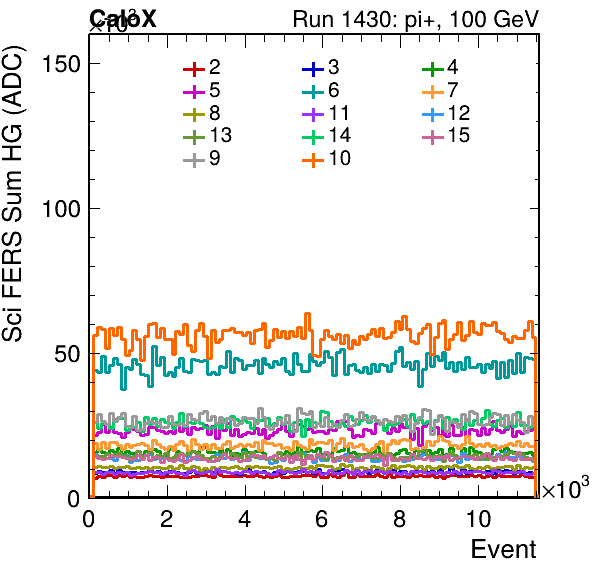 CaloX Run 1430: pi+, 100 GeV
×10³
Sci FERS Sum HG (ADC)
150
100
50
0
2 3 4
5 6 7
8 11 12
13 14 15
9 10
0 2 4 6 8 10
×10³
Event